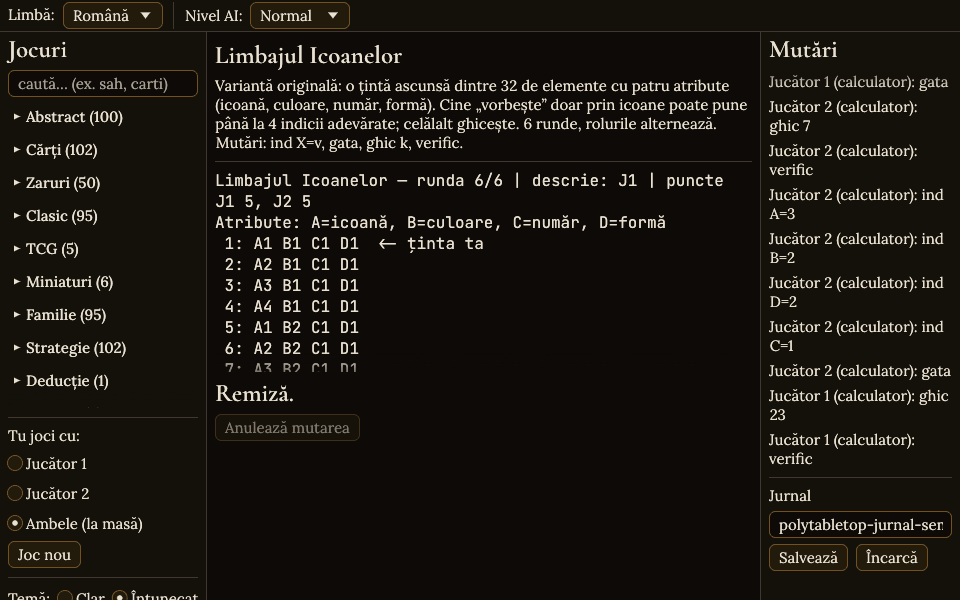 Limbă: Română ▼ Nivel AI: Normal ▼
Jocuri
caută... (ex. sah, carti)
▸ Abstract (100)
▸ Cărți (102)
▸ Zaruri (50)
▸ Clasic (95)
▸ TCG (5)
▸ Miniaturi (6)
▸ Familie (95)
▸ Strategie (102)
▸ Deducție (1)
Tu joci cu:
Jucător 1
Jucător 2
Ambele (la masă)
Joc nou
Temă: Clar Întunecat
Limbajul Icoanelor
Variantă originală: o țintă ascunsă dintre 32 de elemente cu patru atribute
(icoană, culoare, număr, formă). Cine „vorbește” doar prin icoane poate pune
până la 4 indicii adevărate; celălalt ghicește. 6 runde, rolurile alternează.
Mutări: ind X=v, gata, ghic k, verific.
Limbajul Icoanelor — runda 6/6 | descrie: J1 | puncte
J1 5, J2 5
Atribute: A=icoană, B=culoare, C=număr, D=formă
1: A1 B1 C1 D1 ← ținta ta
2: A2 B1 C1 D1
3: A3 B1 C1 D1
4: A4 B1 C1 D1
5: A1 B2 C1 D1
6: A2 B2 C1 D1
7: A3 B2 C1 D1
Remiză.
Anulează mutarea
Mutări
Jucător 1 (calculator): gata
Jucător 2 (calculator):
ghic 7
Jucător 2 (calculator):
verific
Jucător 2 (calculator): ind
A=3
Jucător 2 (calculator): ind
B=2
Jucător 2 (calculator): ind
D=2
Jucător 2 (calculator): ind
C=1
Jucător 2 (calculator): gata
Jucător 1 (calculator): ghic
23
Jucător 1 (calculator):
verific
Jurnal
polytabletop-jurnal-ser
Salvează Încarcă